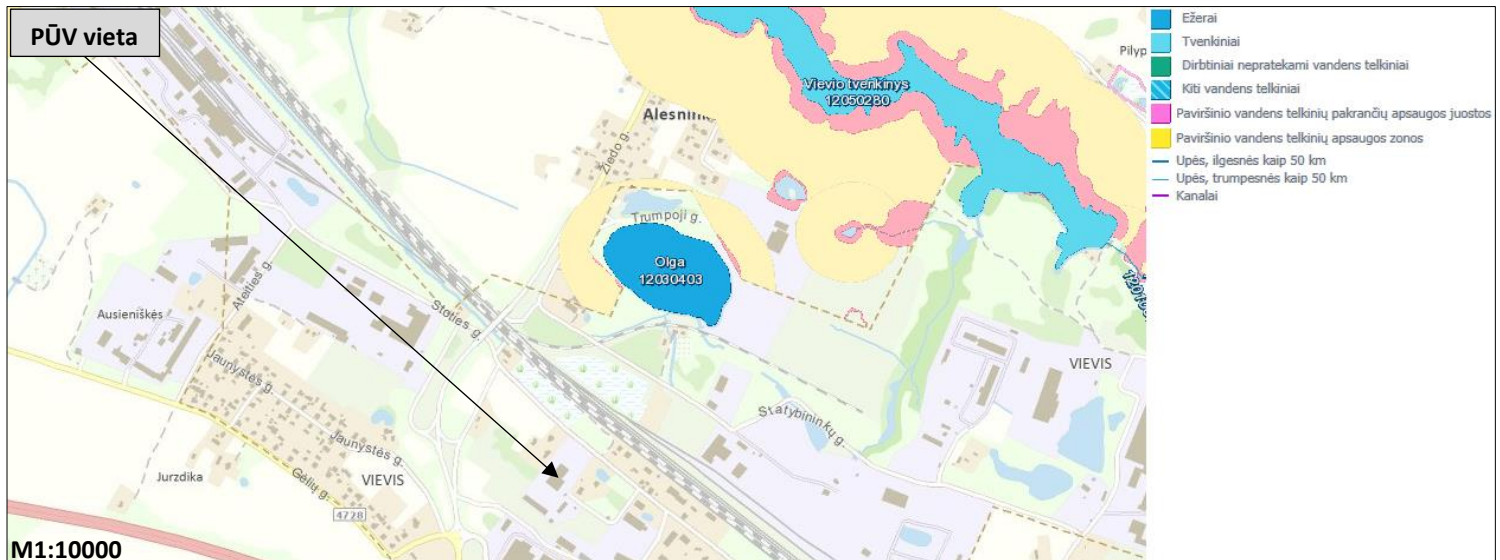 PŪV vieta
Pilyp
Vievio tvenkinys
12050280
Alesnin
Žiedo g.
Trumpoji g.
Olga
12030403
Ateities g.
Stoties g.
Ausieniškės
VIEVIS
Jaunystės g.
Statybininkų g.
Jaunystės g.
Jurzdika
Gėlių g.
VIEVIS
4728
M1:10000
Ežerai
Tvenkiniai
Dirbtiniai nepratekami vandens telkiniai
Kiti vandens telkiniai
Paviršinio vandens telkinių pakrančių apsaugos juostos
Paviršinio vandens telkinių apsaugos zonos
Upės, ilgesnės kaip 50 km
Upės, trumpesnės kaip 50 km
Kanalai